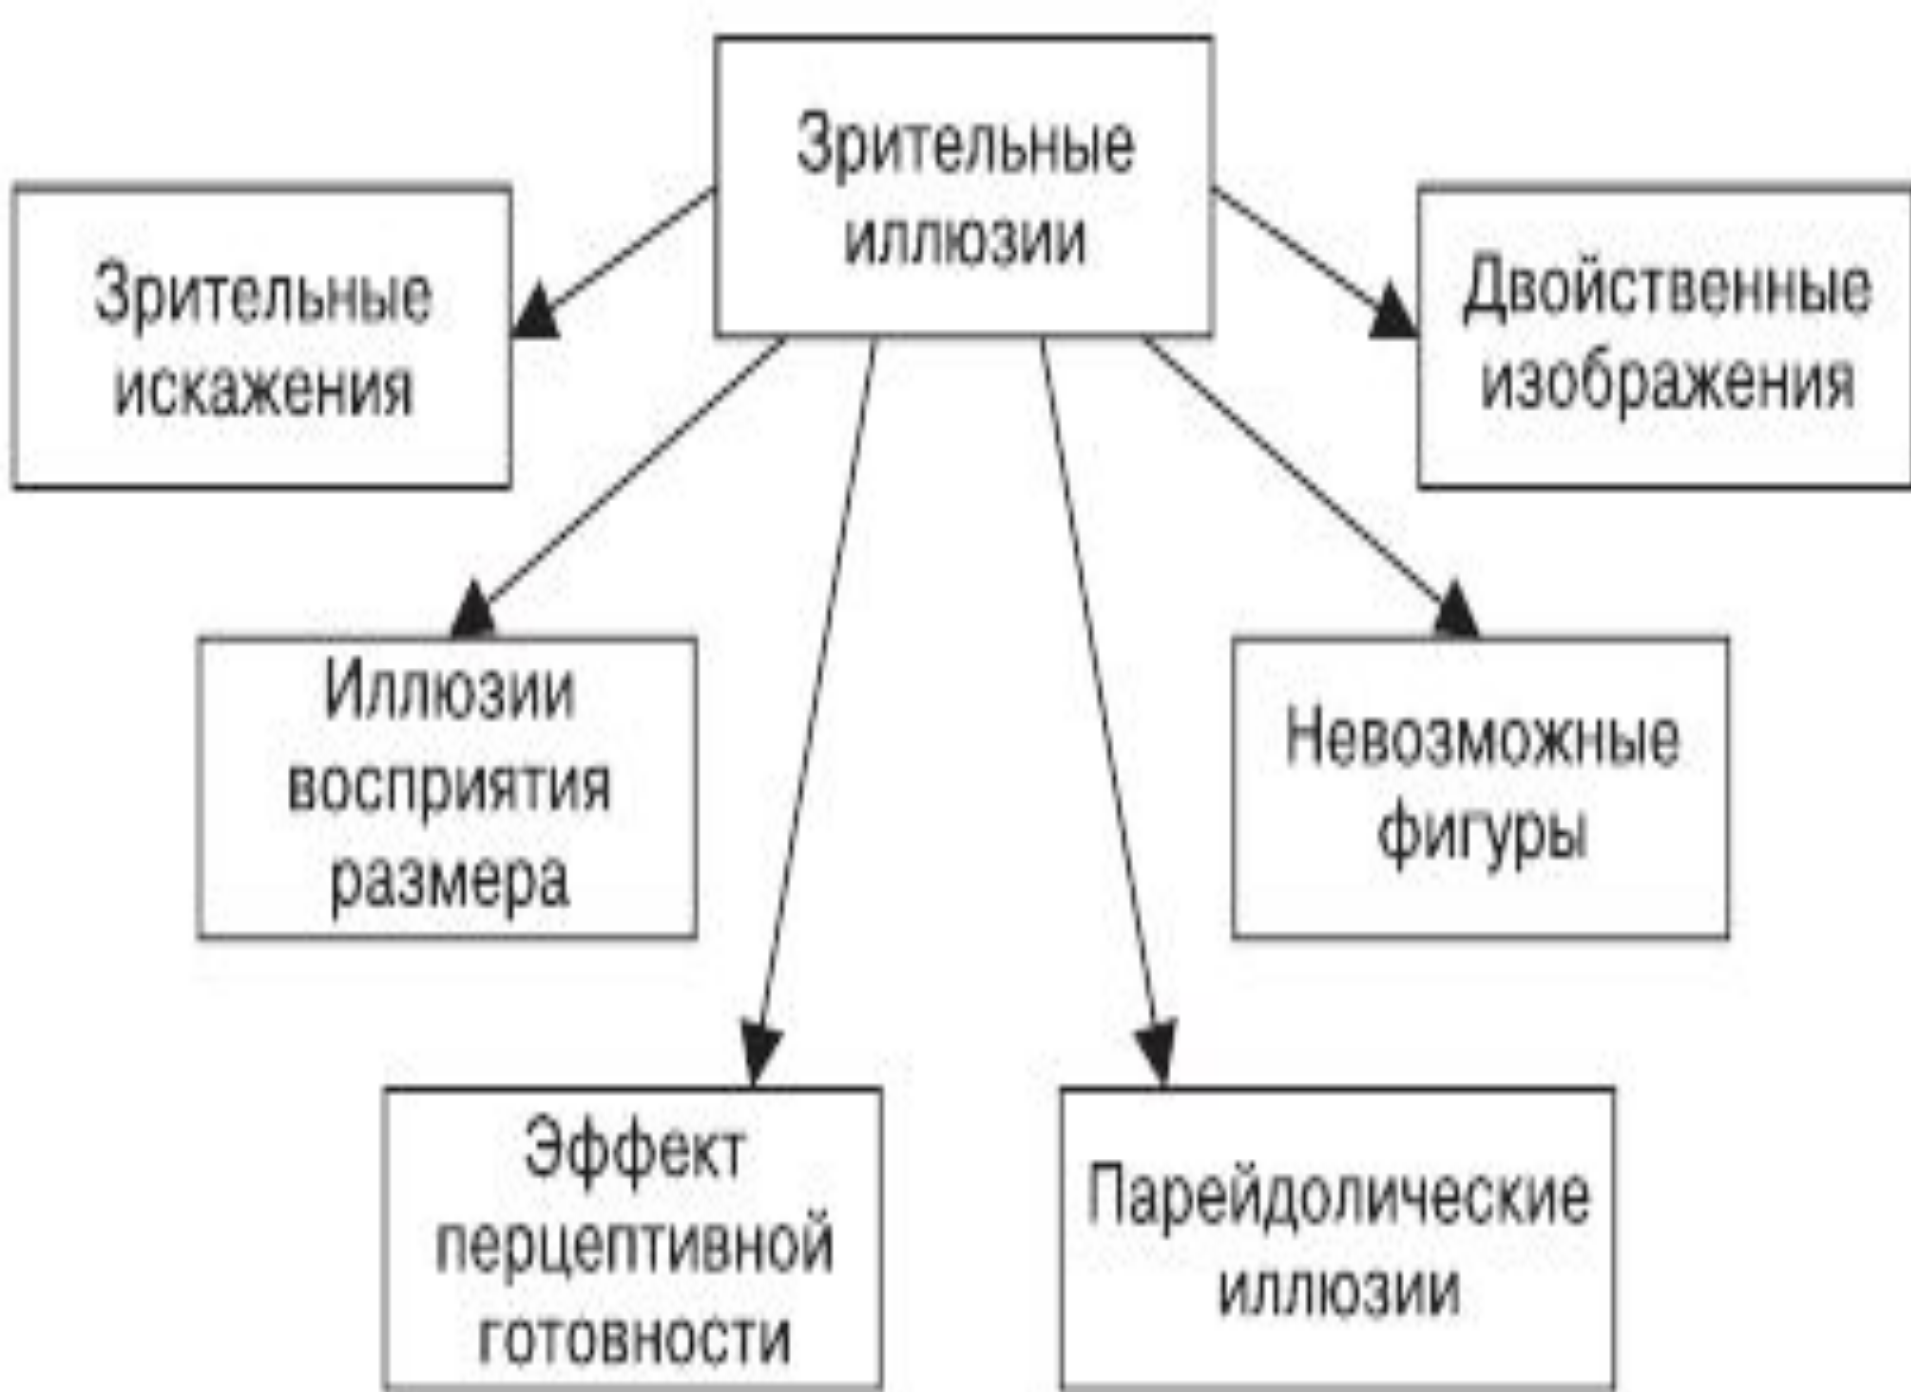 Зрительные
иллюзии
Зрительные
искажения
Двойственные
изображения
Иллюзии
восприятия
размера
Невозможные
фигуры
Эффект
перцептивной
готовности
Парейдолические
иллюзии